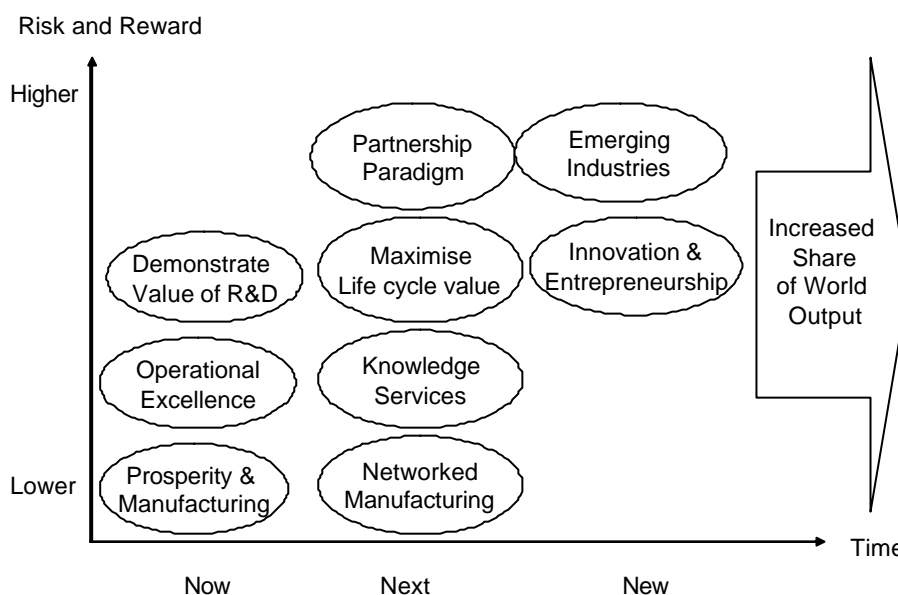 Risk and Reward
Higher
Partnership
Paradigm
Emerging
Industries
Demonstrate
Value of R&D
Maximise
Life cycle value
Innovation &
Entrepreneurship
Increased
Share
of World
Output
Operational
Excellence
Knowledge
Services
Lower
Prosperity &
Manufacturing
Networked
Manufacturing
Time
Now
Next
New